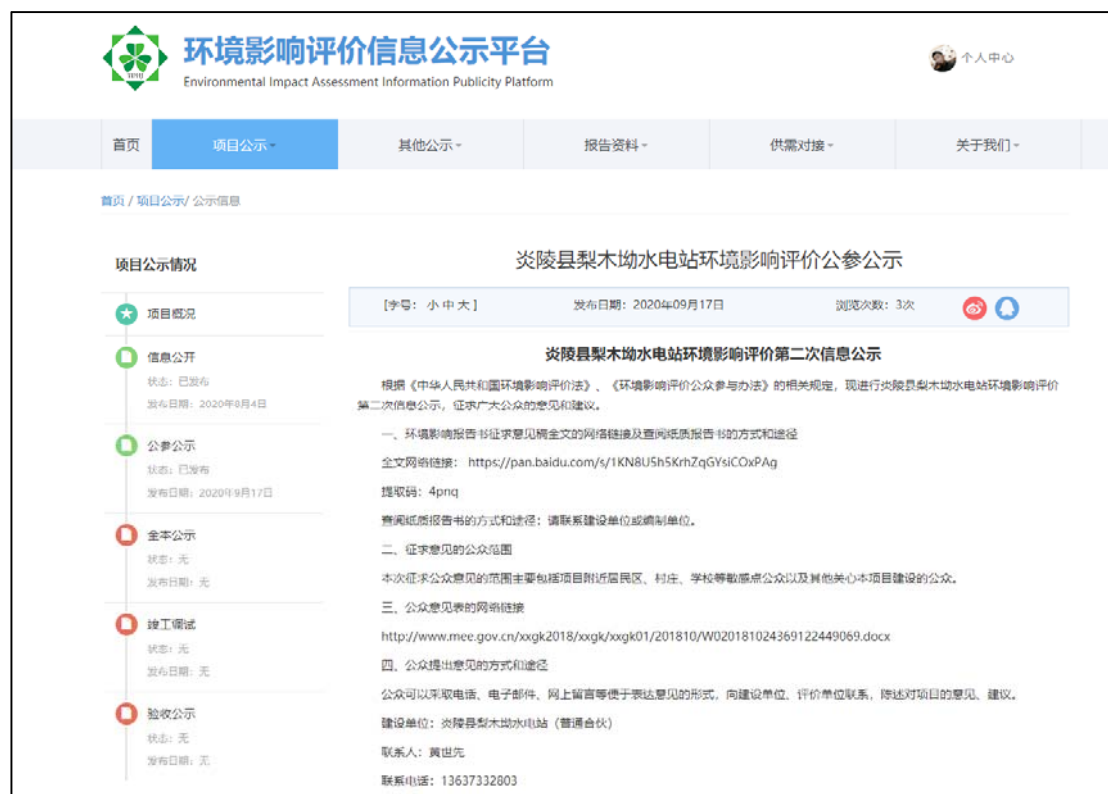 环境影响评价信息公示平台
Environmental Impact Assessment Information Publicity Platform
个人中心
首页
项目公示
其他公示
报告资料
供需对接
关于我们
首页 / 项目公示/ 公示信息
项目公示情况
项目概况
信息公开
状态：已发布
发布日期：2020年8月4日
公参公示
状态：已发布
发布日期：2020年9月17日
全本公示
状态：无
发布日期：无
竣工调试
状态：无
发布日期：无
验收公示
状态：无
发布日期：无
炎陵县梨木坳水电站环境影响评价公参公示
[字号： 小 中 大 ]
发布日期：2020年09月17日
浏览次数：3次
炎陵县梨木坳水电站环境影响评价第二次信息公示
根据《中华人民共和国环境影响评价法》、《环境影响评价公众参与办法》的相关规定，现进行炎陵县梨木坳水电站环境影响评价
第二次信息公示，征求广大公众的意见和建议。
一、环境影响报告书征求意见稿全文的网络链接及查阅纸质报告书的方式和途径
全文网络链接： https://pan.baidu.com/s/1KN8U5h5KrhZqGYsiCOxPAg
提取码：4pnq
查阅纸质报告书的方式和途径：请联系建设单位或编制单位。
二、征求意见的公众范围
本次征求公众意见的范围主要包括项目附近居民区、村庄、学校等敏感点公众以及其他关心本项目建设的公众。
三、公众意见表的网络链接
http://www.mee.gov.cn/xxgk2018/xxgk/xxgk01/201810/W020181024369122449069.docx
四、公众提出意见的方式和途径
公众可以采取电话、电子邮件、网上留言等便于表达意见的形式，向建设单位、评价单位联系，陈述对项目的意见、建议。
建设单位：炎陵县梨木坳水电站（普通合伙）
联系人：黄世先
联系电话：13637332803